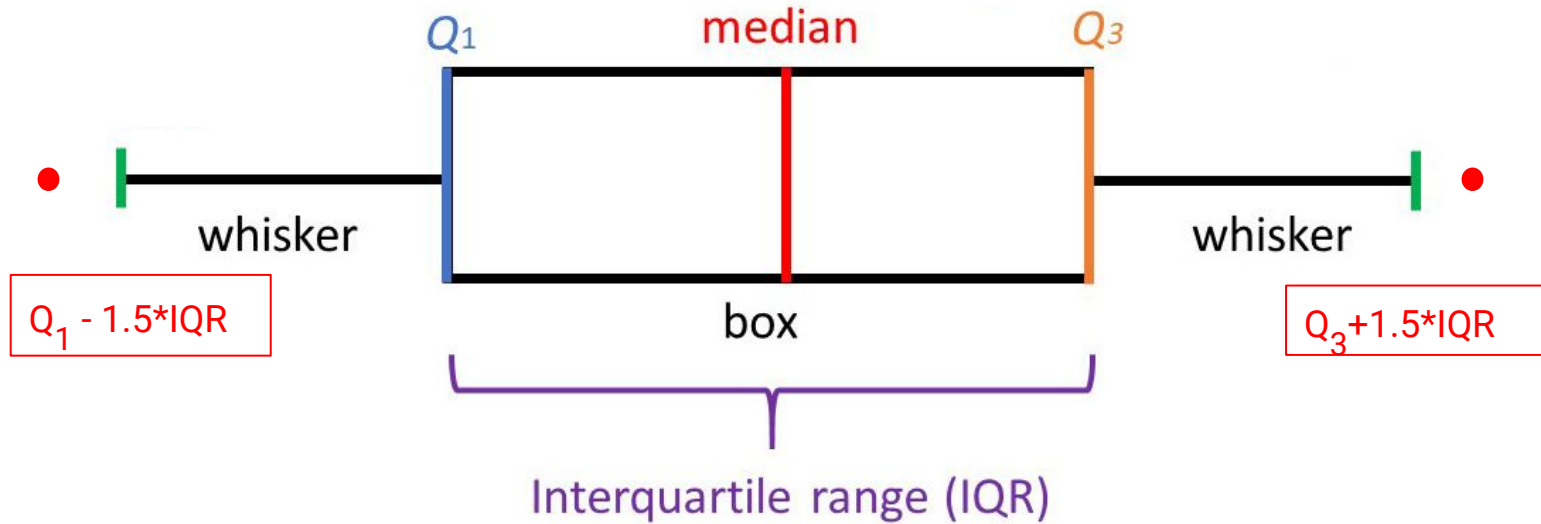 Q1
median
Q3
whisker
whisker
Q1 - 1.5*IQR
box
Q3+1.5*IQR
Interquartile range (IQR)